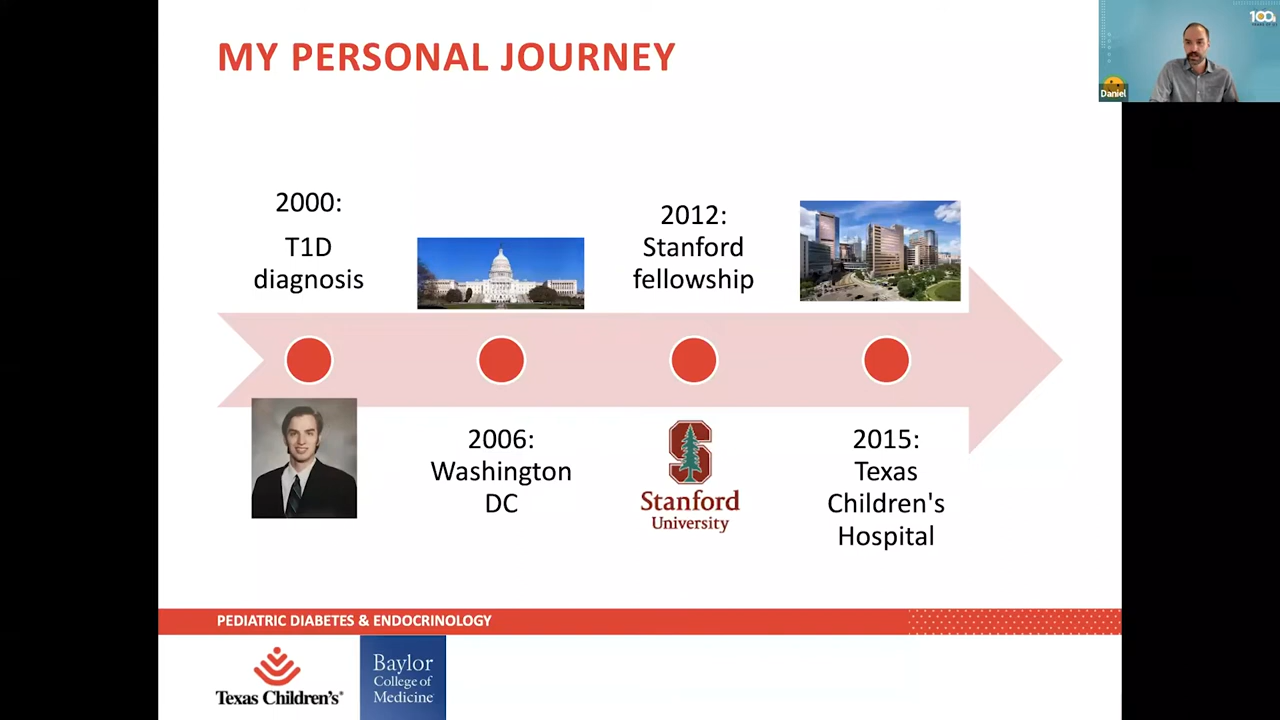 MY PERSONAL JOURNEY
100
Daniel
2000:
T1D
diagnosis
2006:
Washington
DC
2012:
Stanford
fellowship
Stanford
University
2015:
Texas
Children's
Hospital
PEDIATRIC DIABETES & ENDOCRINOLOGY
Texas Children's®
Baylor
College of
Medicine